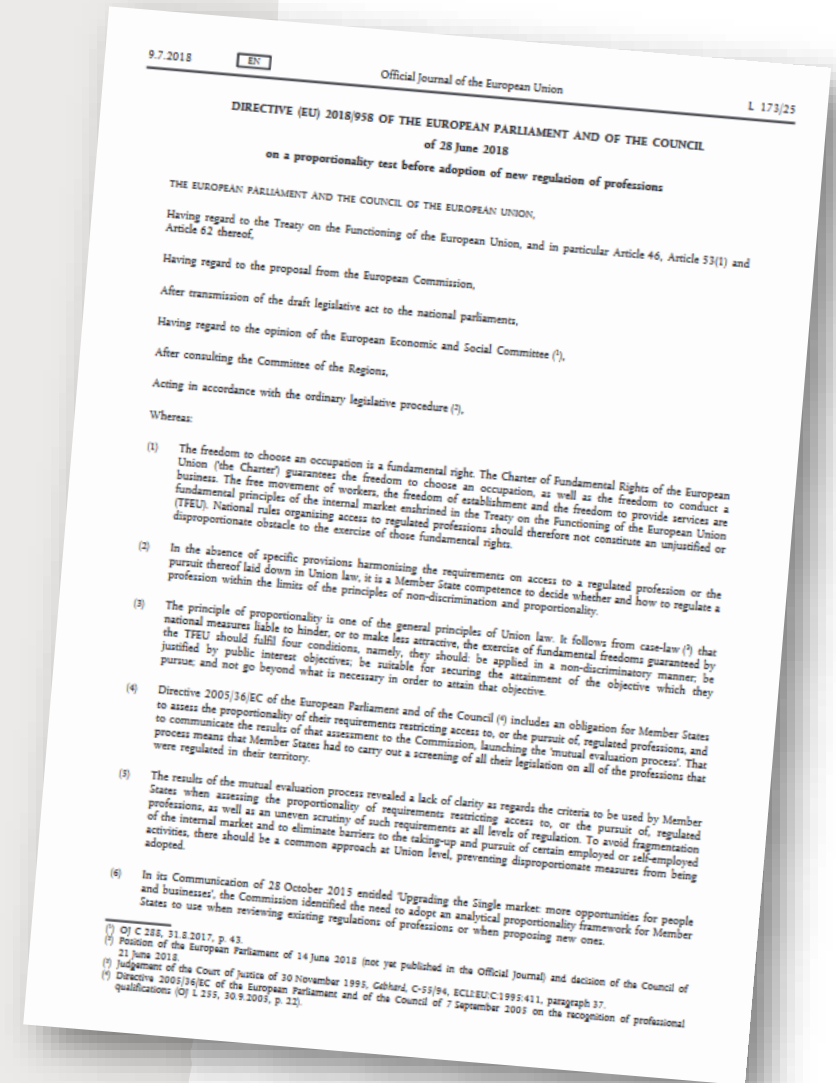 9.7.2018
EN
Official Journal of the European Union
L 173/25
DIRECTIVE (EU) 2018/958 OF THE EUROPEAN PARLIAMENT AND OF THE COUNCIL
of 28 June 2018
on a proportionality test before adoption of new regulation of professions
THE EUROPEAN PARLIAMENT AND THE COUNCIL OF THE EUROPEAN UNION,
Having regard to the Treaty on the Functioning of the European Union, and in particular Article 46, Article 53(1) and
Article 62 thereof,
Having regard to the proposal from the European Commission,
After transmission of the draft legislative act to the national parliaments,
Having regard to the opinion of the European Economic and Social Committee (¹),
After consulting the Committee of the Regions,
Acting in accordance with the ordinary legislative procedure (²),
Whereas:
(1) The freedom to choose an occupation is a fundamental right. The Charter of Fundamental Rights of the European
Union ('the Charter') guarantees the freedom to choose an occupation, as well as the freedom to conduct a
business. The free movement of workers, the freedom of establishment and the freedom to provide services are
fundamental principles of the internal market enshrined in the Treaty on the Functioning of the European Union
(TFEU). National rules organising access to regulated professions should therefore not constitute an unjustified or
disproportionate obstacle to the exercise of those fundamental rights.
(2) In the absence of specific provisions harmonising the requirements on access to a regulated profession or the
pursuit thereof laid down in Union law, it is a Member State competence to decide whether and how to regulate a
profession within the limits of the principles of non-discrimination and proportionality.
(3) The principle of proportionality is one of the general principles of Union law. It follows from case-law (³) that
national measures liable to hinder, or to make less attractive, the exercise of fundamental freedoms guaranteed by
the TFEU should fulfil four conditions, namely, they should: be applied in a non-discriminatory manner; be
justified by public interest objectives; be suitable for securing the attainment of the objective which they
pursue; and not go beyond what is necessary in order to attain that objective.
(4) Directive 2005/36/EC of the European Parliament and of the Council (⁴) includes an obligation for Member States
to assess the proportionality of their requirements restricting access to, or the pursuit of, regulated professions, and
to communicate the results of that assessment to the Commission, launching the 'mutual evaluation process'. That
process means that Member States had to carry out a screening of all their legislation on all of the professions that
were regulated in their territory.
(5) The results of the mutual evaluation process revealed a lack of clarity as regards the criteria to be used by Member
States when assessing the proportionality of requirements restricting access to, or the pursuit of, regulated
professions, as well as an uneven scrutiny of such requirements at all levels of regulation. To avoid fragmentation
of the internal market and to eliminate barriers to the taking-up and pursuit of certain employed or self-employed
activities, there should be a common approach at Union level, preventing disproportionate measures from being
adopted.
(6) In its Communication of 28 October 2015 entitled 'Upgrading the Single market: more opportunities for people
and businesses', the Commission identified the need to adopt an analytical proportionality framework for Member
States to use when reviewing existing regulations of professions or when proposing new ones.
(¹) OJ C 288, 31.8.2017, p. 43.
(²) Position of the European Parliament of 14 June 2018 (not yet published in the Official Journal) and decision of the Council of
21 June 2018.
(³) Judgement of the Court of Justice of 30 November 1995, Gebhard, C-55/94, ECLI:EU:C:1995:411, paragraph 37.
(⁴) Directive 2005/36/EC of the European Parliament and of the Council of 7 September 2005 on the recognition of professional
qualifications (OJ L 255, 30.9.2005, p. 22).